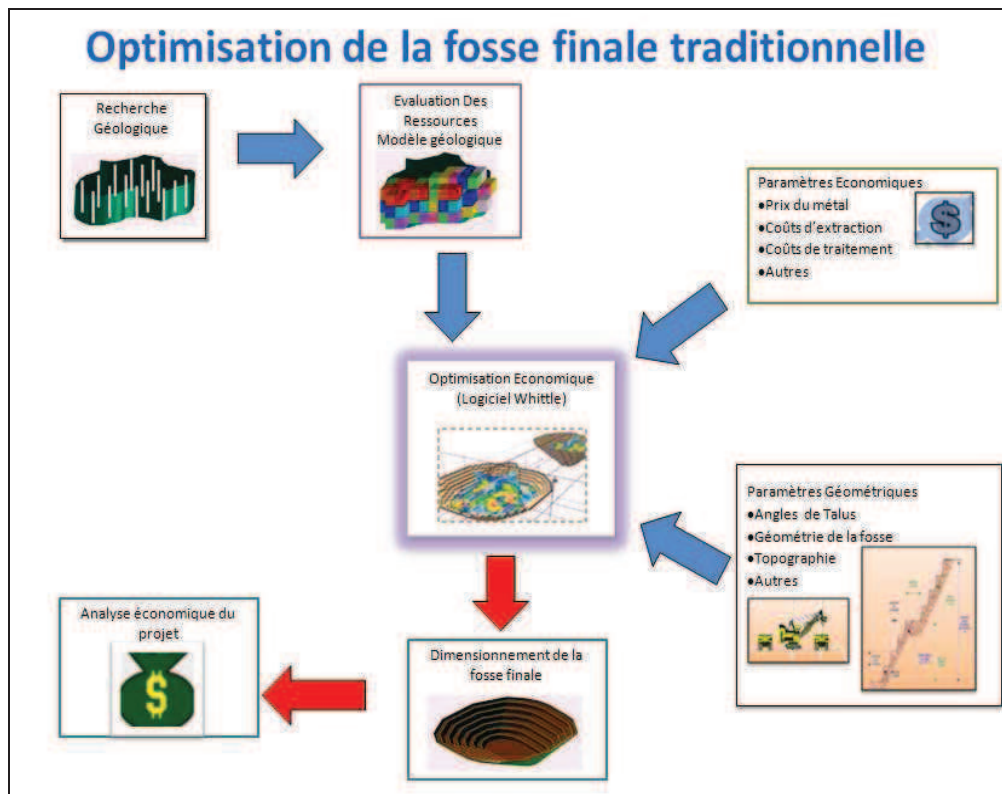 Optimisation de la fosse finale traditionnelle
Recherche
Géologique
Evaluation Des
Ressources
Modèle géologique
Paramètres Economiques
•Prix du métal
•Coûts d'extraction
•Coûts de traitement
•Autres
$
Optimisation Economique
(Logiciel Whittle)
Paramètres Géométriques
•Angles de Talus
•Géométrie de la fosse
•Topographie
•Autres
Analyse économique du
projet
$
Dimensionnement de la
fosse finale